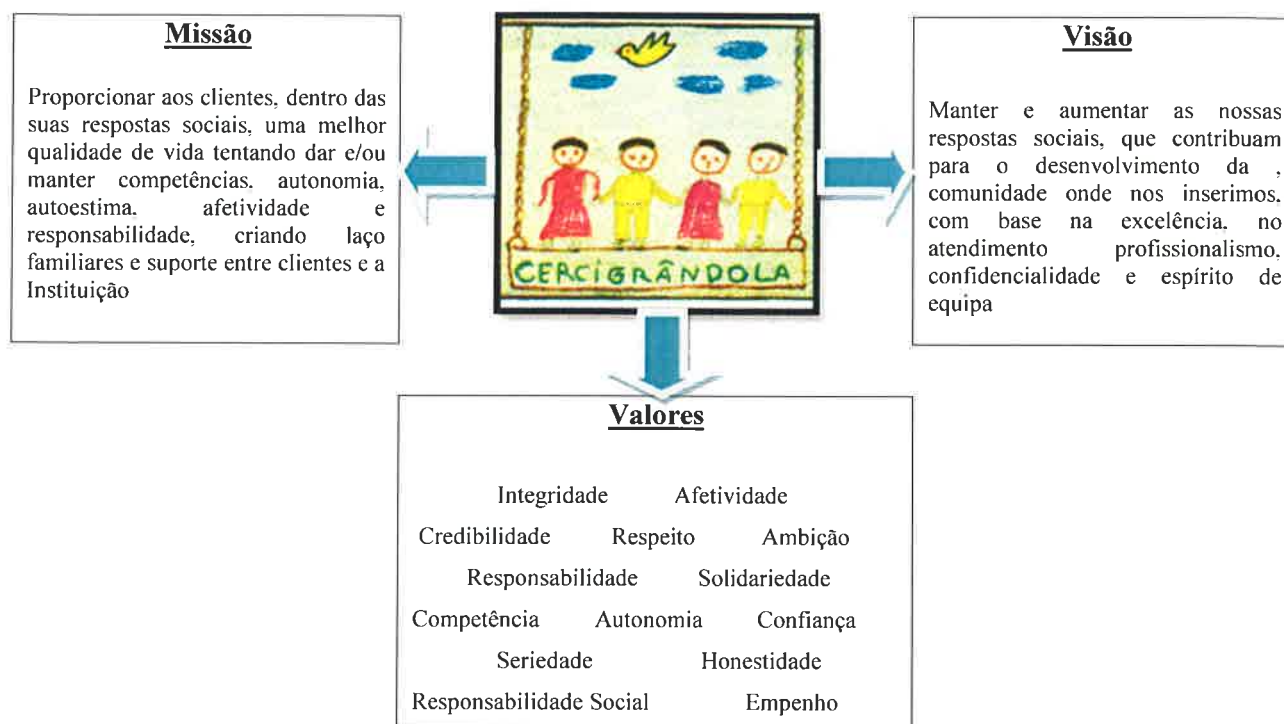 Missão
Proporcionar aos clientes, dentro das
suas respostas sociais, uma melhor
qualidade de vida tentando dar e/ou
manter competências. autonomia,
autoestima. afetividade e
responsabilidade, criando laço
familiares e suporte entre clientes e a
Instituição
CERCIGRÂNDOLA
Visão
Manter e aumentar as nossas
respostas sociais, que contribuam
para o desenvolvimento da ,
comunidade onde nos inserimos,
com base na excelência, no
atendimento profissionalismo,
confidencialidade e espírito de
equipa
Valores
Integridade Afetividade
Credibilidade Respeito Ambição
Responsabilidade Solidariedade
Competência Autonomia Confiança
Seriedade Honestidade
Responsabilidade Social Empenho